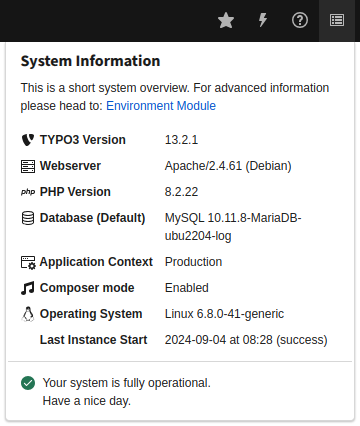 System Information
This is a short system overview. For advanced information
please head to: Environment Module
TYPO3 Version 13.2.1
Webserver Apache/2.4.61 (Debian)
php PHP Version 8.2.22
Database (Default) MySQL 10.11.8-MariaDB-
ubu2204-log
Application Context Production
Composer mode Enabled
Operating System Linux 6.8.0-41-generic
Last Instance Start 2024-09-04 at 08:28 (success)
Your system is fully operational.
Have a nice day.